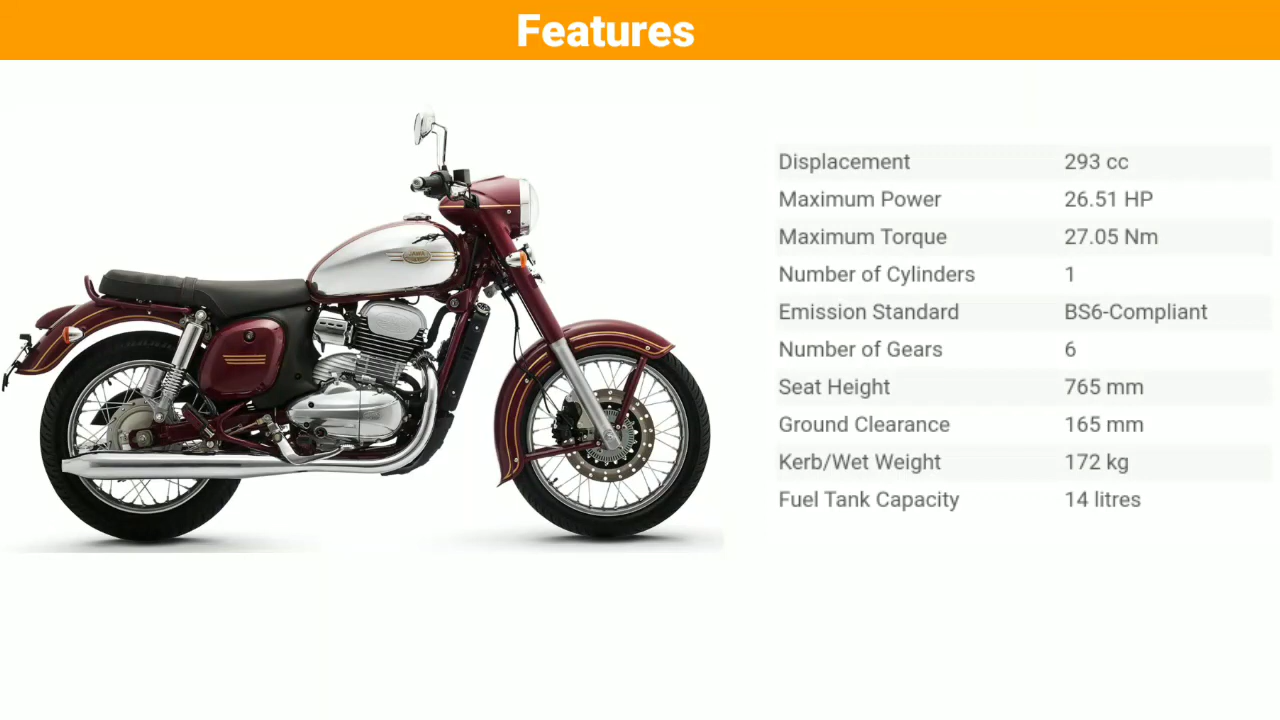 Features
JAWA
Displacement 293 cc
Maximum Power 26.51 HP
Maximum Torque 27.05 Nm
Number of Cylinders 1
Emission Standard BS6-Compliant
Number of Gears 6
Seat Height 765 mm
Ground Clearance 165 mm
Kerb/Wet Weight 172 kg
Fuel Tank Capacity 14 litres